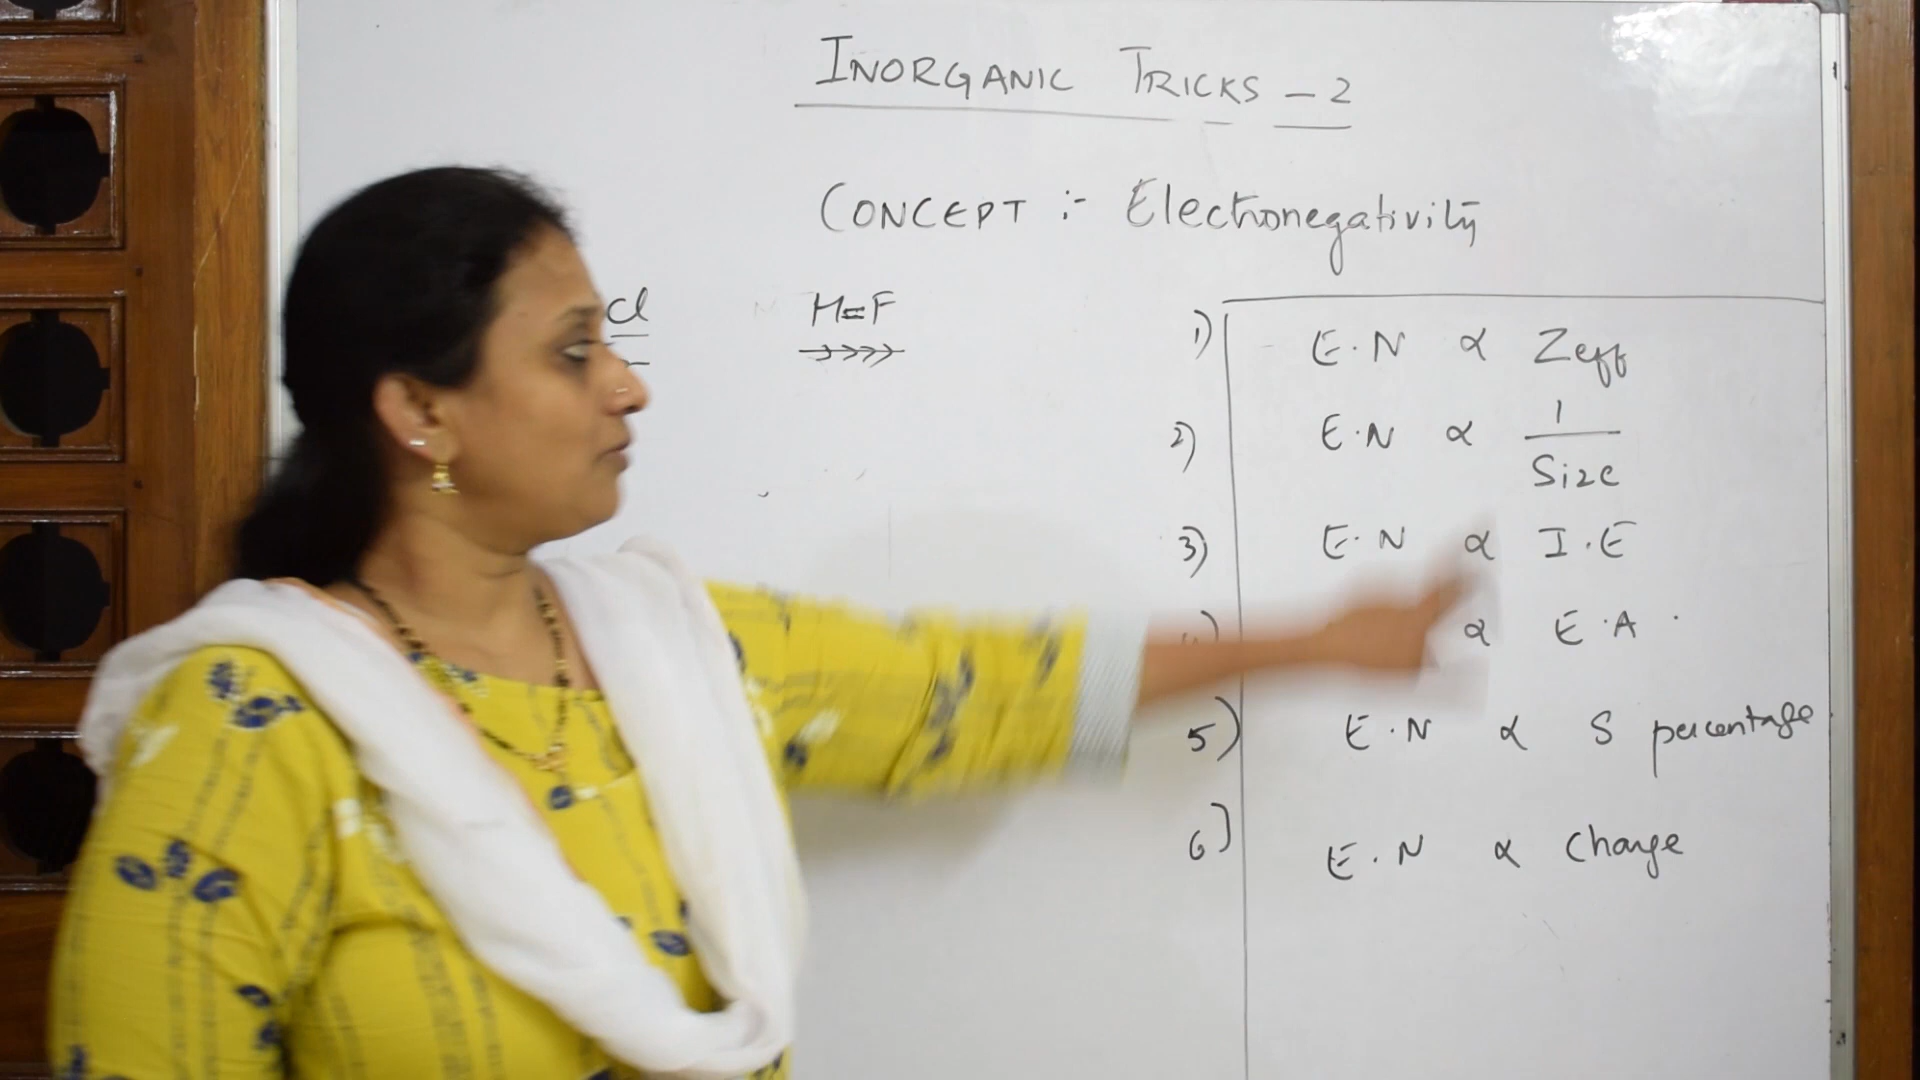 INORGANIC TRICKS - 2
CONCEPT :- Electronegativity
Cl
H-F
1) E.N α Zeff
2) E.N α 1/Size
3) E.N α I.E
α E.A
5) E.N α S percentage
6) E.N α Charge